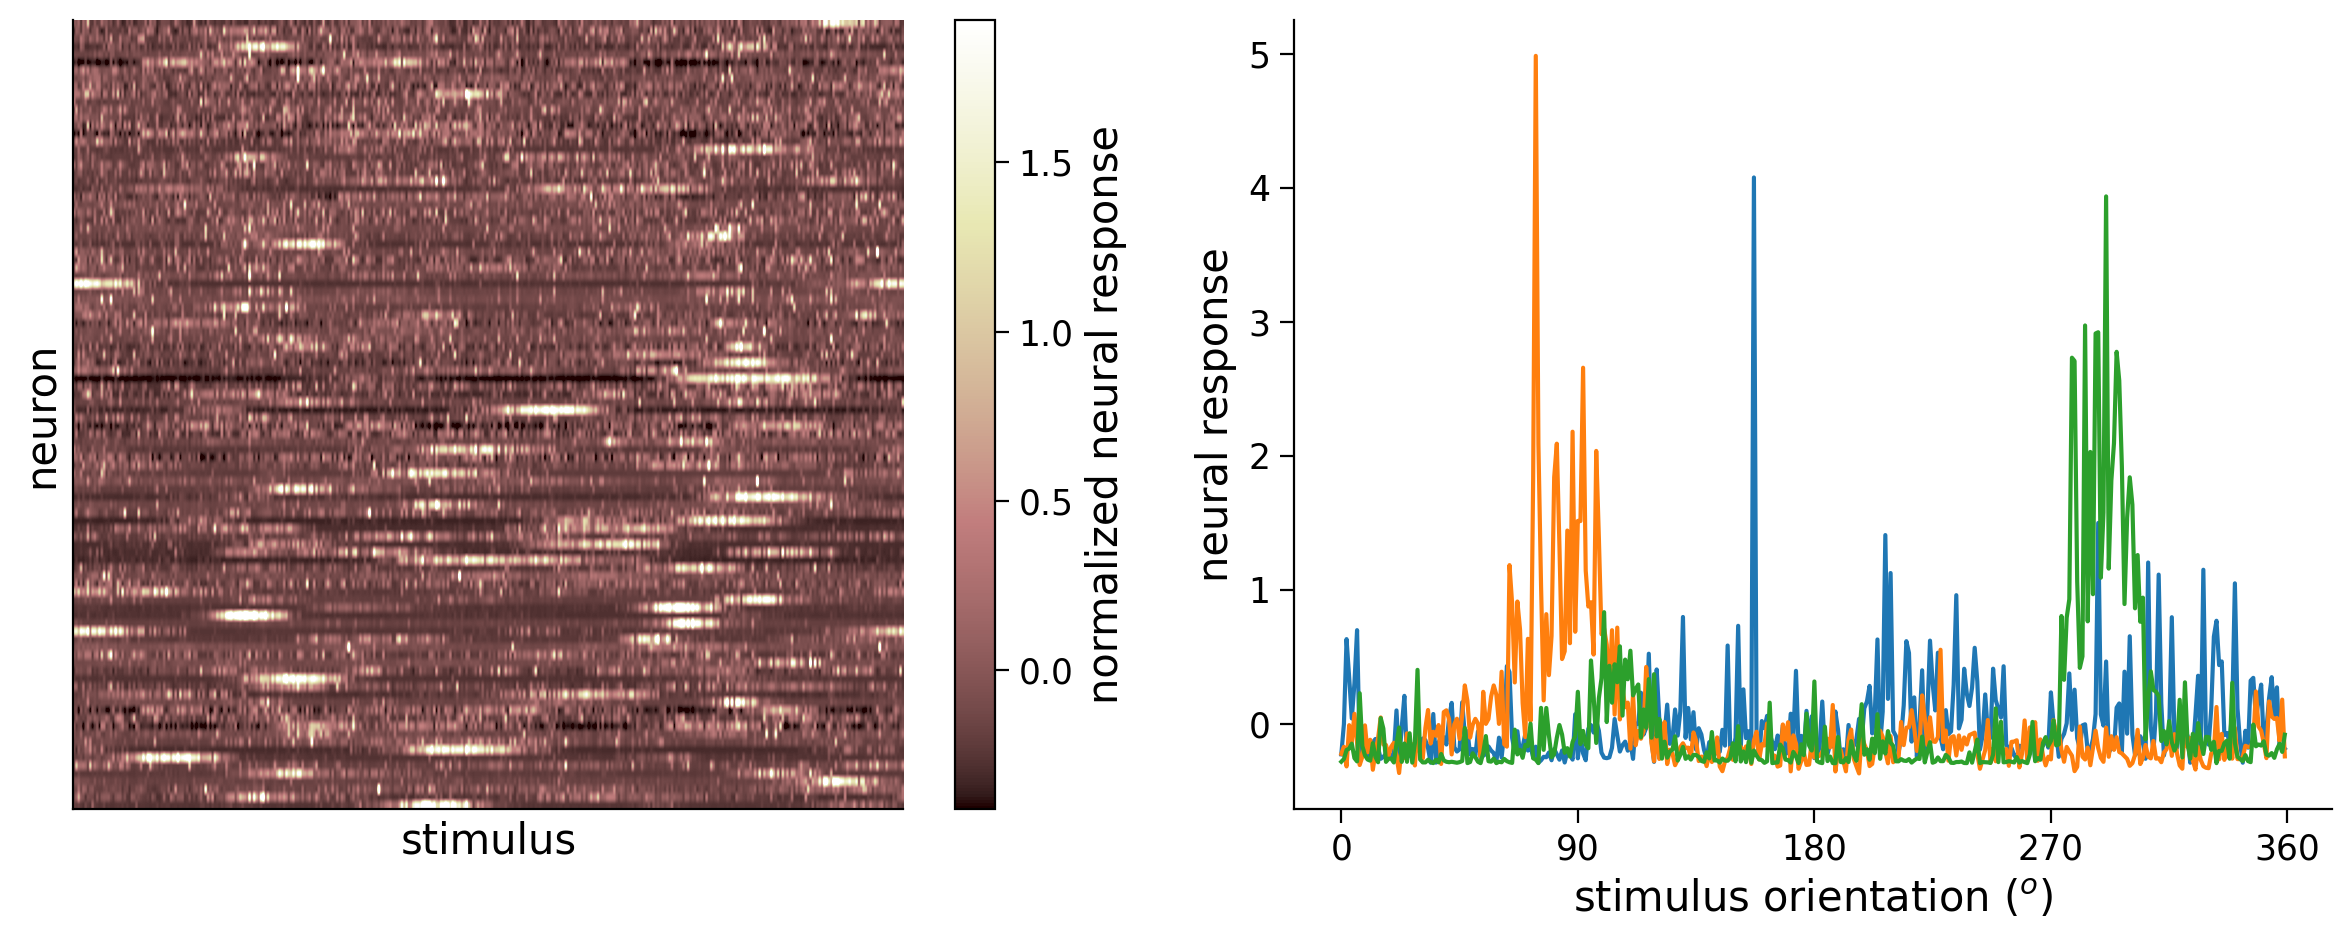 neuron
stimulus
1.5
1.0
0.5
0.0
normalized neural response
5
4
3
2
1
0
neural response
0 90 180 270 360
stimulus orientation (o)